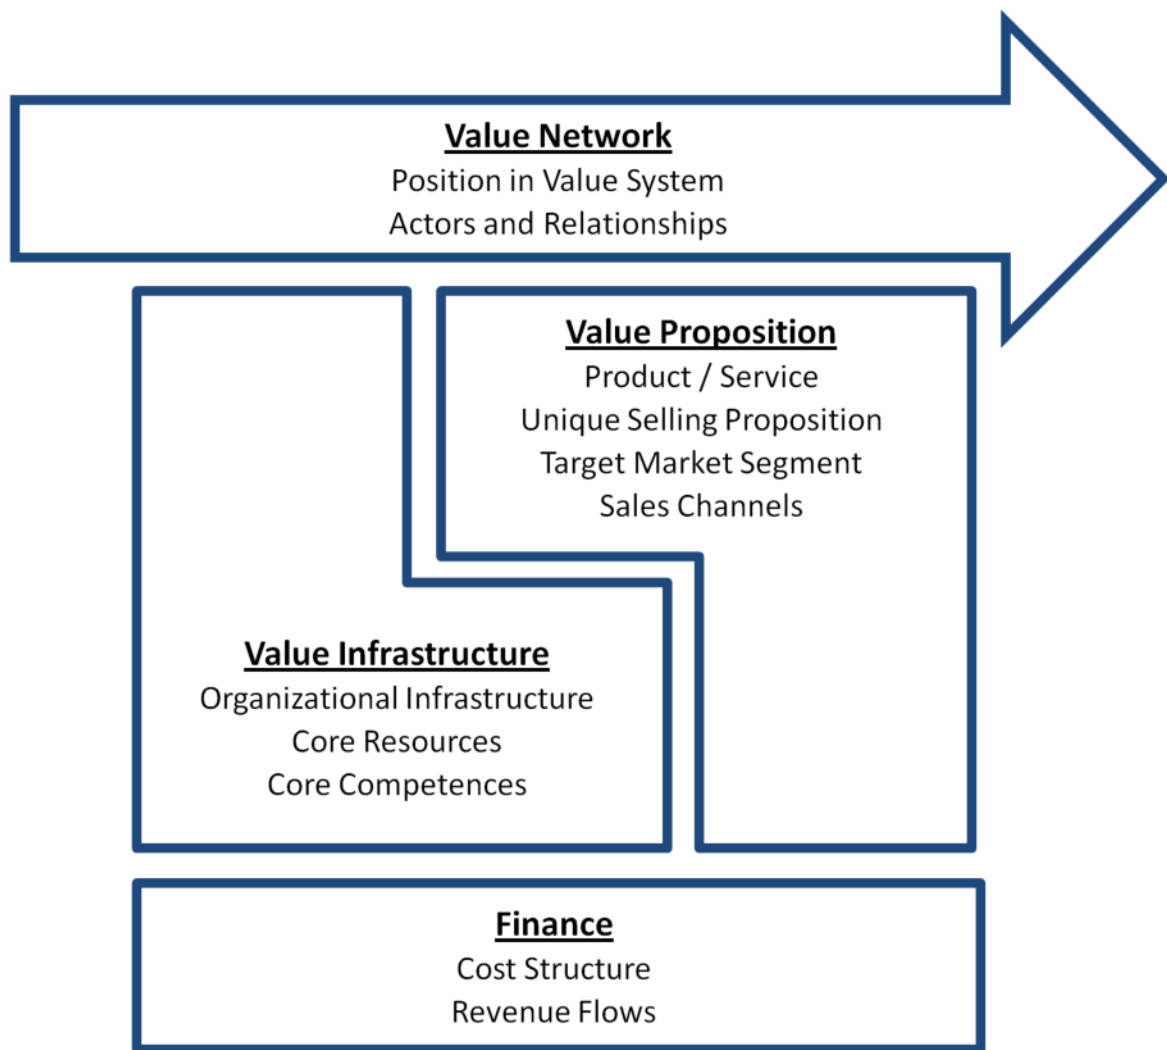 Value Network
Position in Value System
Actors and Relationships
Value Proposition
Product / Service
Unique Selling Proposition
Target Market Segment
Sales Channels
Value Infrastructure
Organizational Infrastructure
Core Resources
Core Competences
Finance
Cost Structure
Revenue Flows